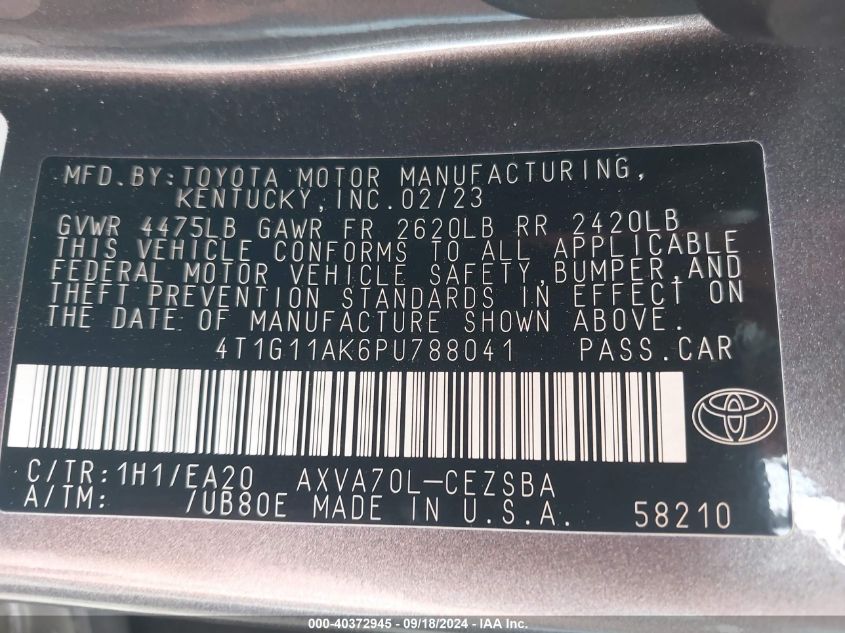 MFD.BY:TOYOTA MOTOR MANUFACTURING,
KENTUCKY,INC.02/23
GVWR 4475LB GAWR FR 2620LB RR 2420LB
THIS VEHICLE CONFORMS TO ALL APPLICABLE
FEDERAL MOTOR VEHICLE SAFETY,BUMPER,AND
THEFT PREVENTION STANDARDS IN EFFECT ON
THE DATE OF MANUFACTURE SHOWN ABOVE.
4T1G11AK6PU788041 PASS.CAR
C/TR:1H1/EA20 AXVA70L-CEZSBA
A/TM: /UB80E MADE IN U.S.A. 58210
000-40372945 - 09/18/2024 - IAA Inc.